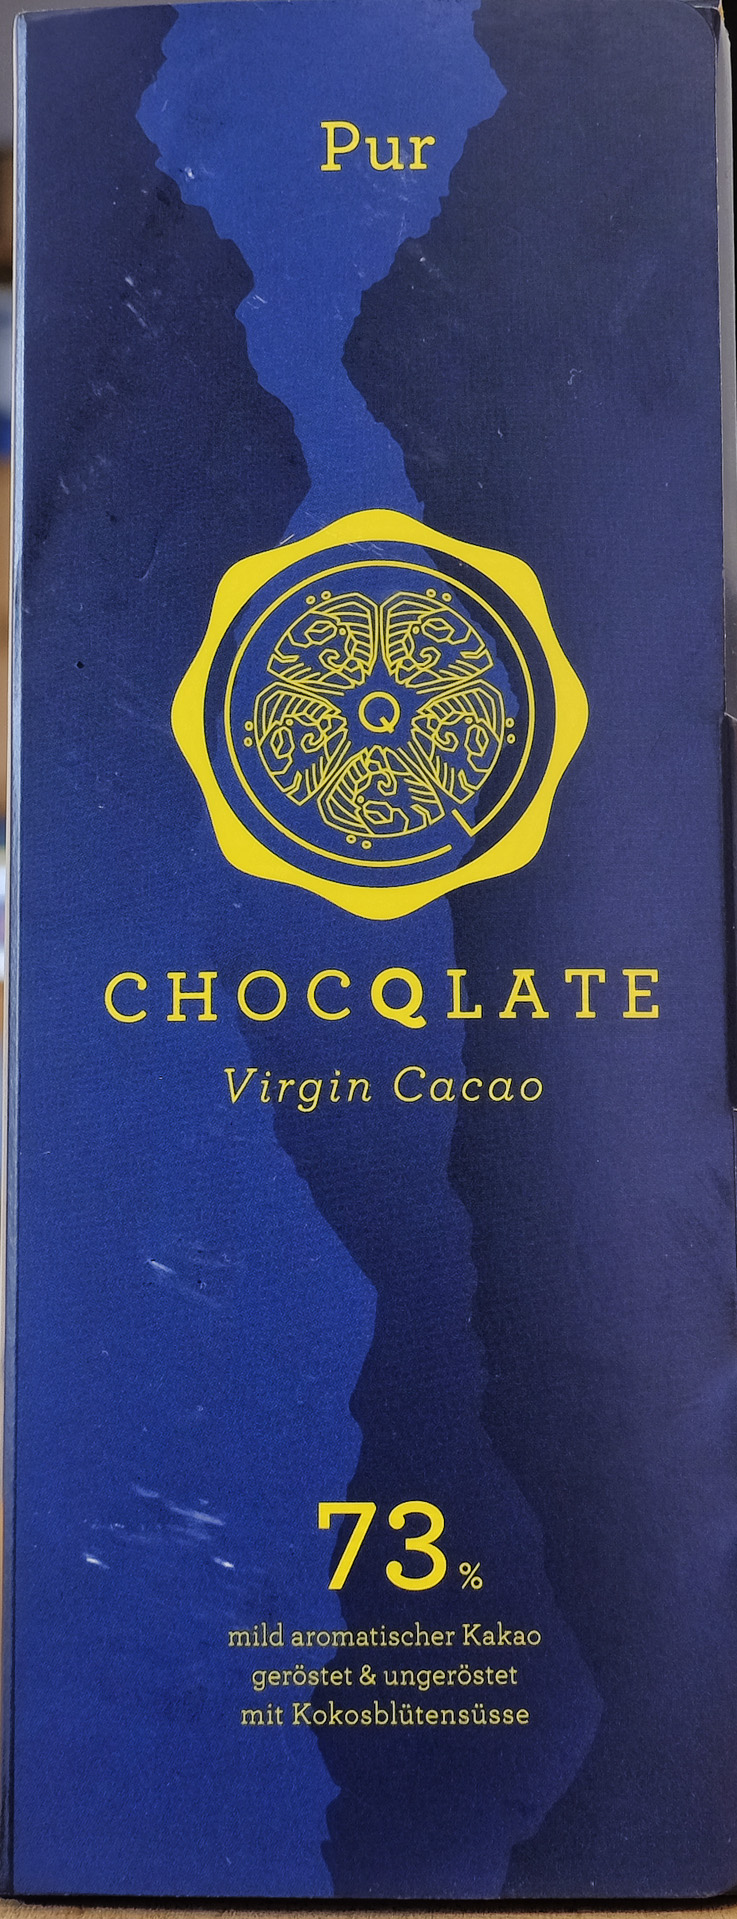 Pur
Q
CHOCQLATE
Virgin Cacao
73%
mild aromatischer Kakao
geröstet & ungeröstet
mit Kokosblütensüsse